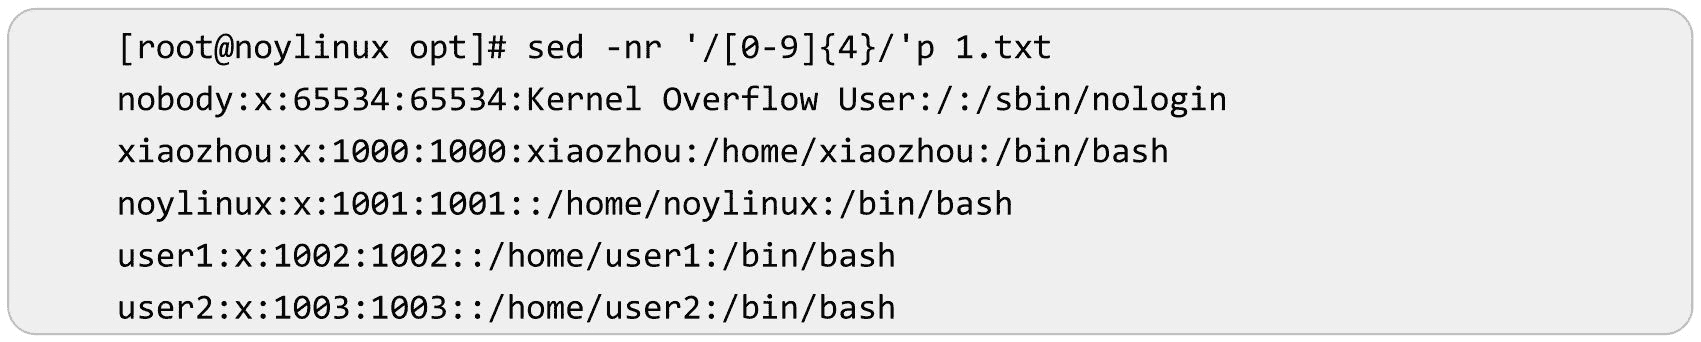 [root@noylinux opt]# sed -nr '/[0-9]{4}/'p 1.txt
nobody:x:65534:65534:Kernel Overflow User:/:/sbin/nologin
xiaozhou:x:1000:1000:xiaozhou:/home/xiaozhou:/bin/bash
noylinux:x:1001:1001::/home/noylinux:/bin/bash
user1:x:1002:1002::/home/user1:/bin/bash
user2:x:1003:1003::/home/user2:/bin/bash